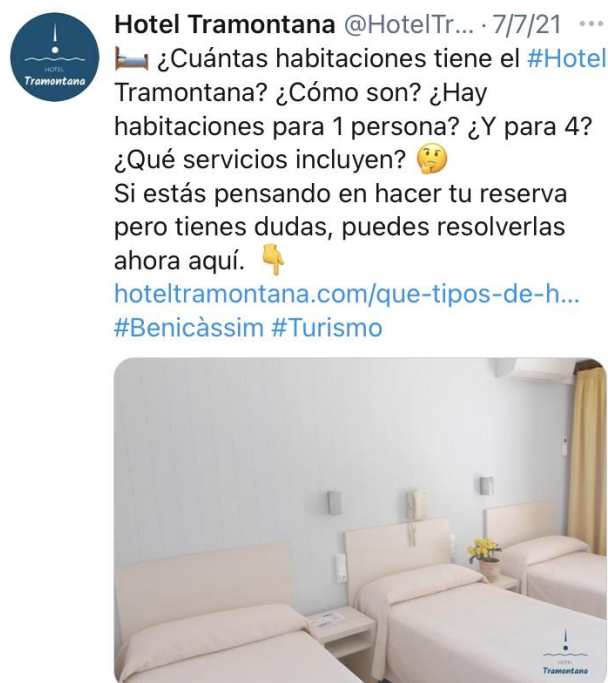 HOTEL
Tramontana
Hotel Tramontana @HotelTr... · 7/7/21 ···
🛏️ ¿Cuántas habitaciones tiene el #Hotel
Tramontana? ¿Cómo son? ¿Hay
habitaciones para 1 persona? ¿Y para 4?
¿Qué servicios incluyen? 🤔
Si estás pensando en hacer tu reserva
pero tienes dudas, puedes resolverlas
ahora aquí. 👇
hoteltramontana.com/que-tipos-de-h...
#Benicàssim #Turismo
HOTEL
Tramontana